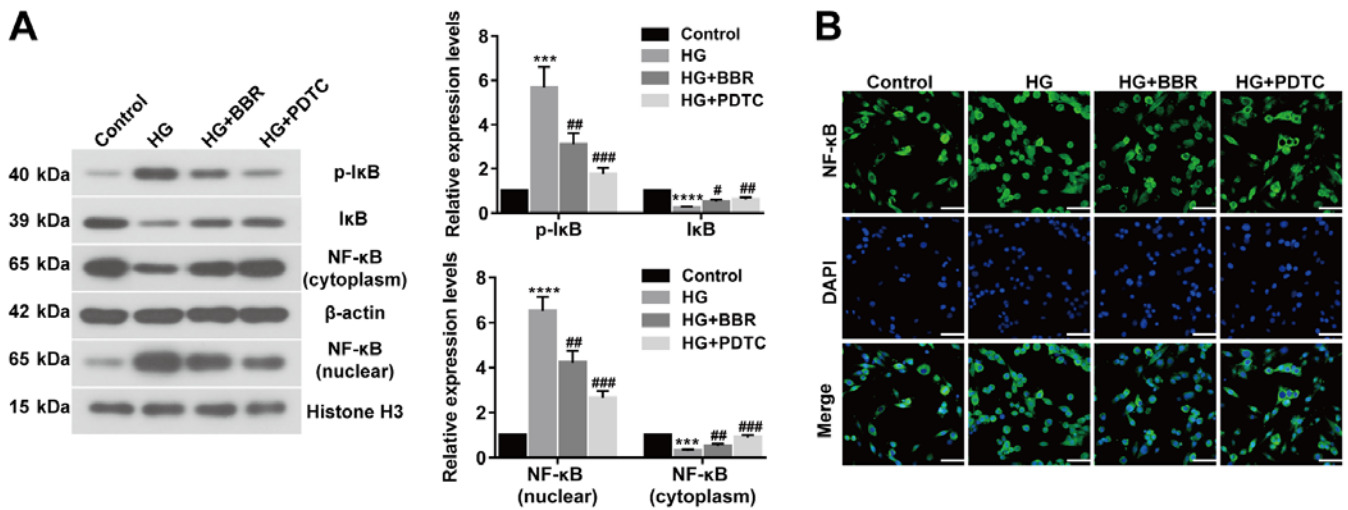 A
Control
HG
HG+BBR
HG+PDTC
40 kDa
p-IκB
39 kDa
IκB
65 kDa
NF-κB
(cytoplasm)
42 kDa
β-actin
65 kDa
NF-κB
(nuclear)
15 kDa
Histone H3
Relative expression levels
8
6
4
2
0
***
##
###
****
#
##
p-IκB
IκB
Control
HG
HG+BBR
HG+PDTC
Relative expression levels
8
6
4
2
0
****
##
###
***
##
###
NF-κB
(nuclear)
NF-κB
(cytoplasm)
Control
HG
HG+BBR
HG+PDTC
B
Control
HG
HG+BBR
HG+PDTC
NF-κB
DAPI
Merge